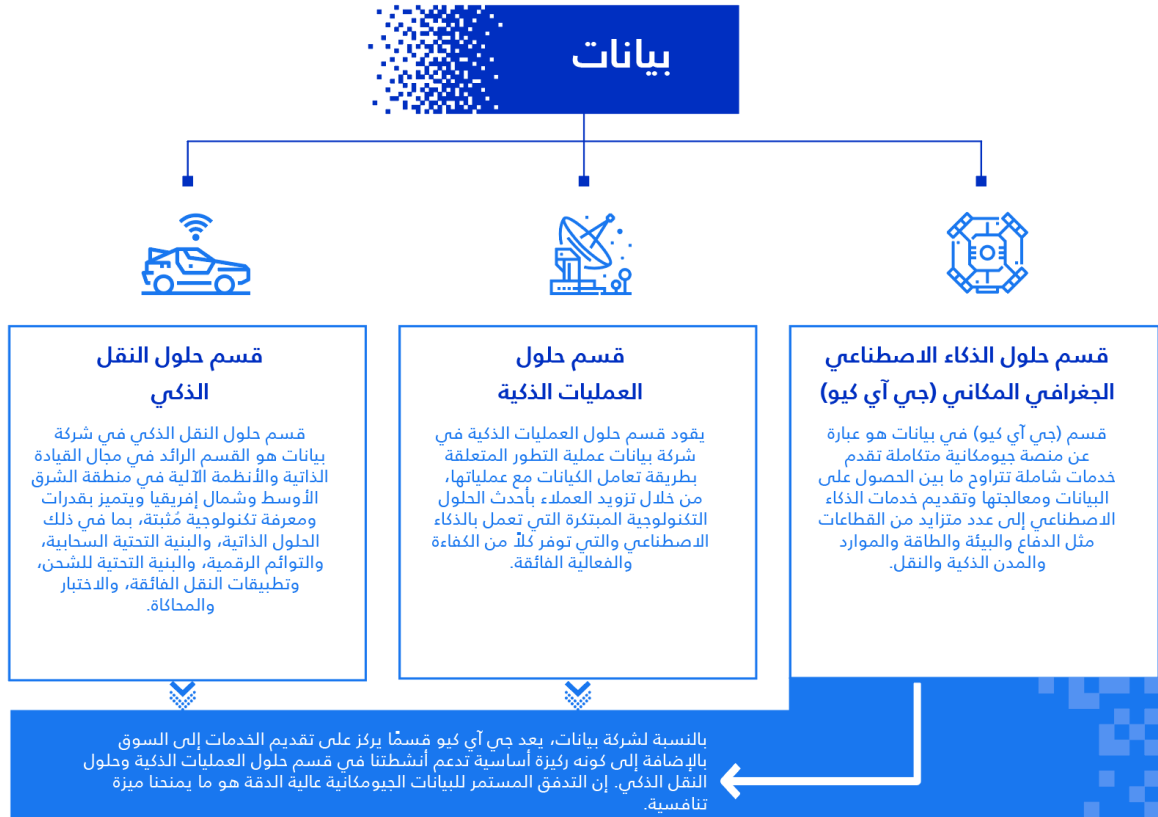 بيانات
قسم حلول الذكاء الاصطناعي
الجغرافي المكاني (جي آي كيو)
قسم (جي آي كيو) في بيانات هو عبارة
عن منصة جيومكانية متكاملة تقدم
خدمات شاملة تتراوح ما بين الحصول على
البيانات ومعالجتها وتقديم خدمات الذكاء
الاصطناعي إلى عدد متزايد من القطاعات
مثل الدفاع والبيئة والطاقة والموارد
والمدن الذكية والنقل.
قسم حلول
العمليات الذكية
يقود قسم حلول العمليات الذكية في
شركة بيانات عملية التطور المتعلقة
بطريقة تعامل الكيانات مع عملياتها،
من خلال تزويد العملاء بأحدث الحلول
التكنولوجية المبتكرة التي تعمل بالذكاء
الاصطناعي والتي توفر كلاً من الكفاءة
والفعالية الفائقة.
قسم حلول النقل
الذكي
قسم حلول النقل الذكي في شركة
بيانات هو القسم الرائد في مجال القيادة
الذاتية والأنظمة الآلية في منطقة الشرق
الأوسط وشمال إفريقيا ويتميز بقدرات
ومعرفة تكنولوجية مُثبتة، بما في ذلك
الحلول الذاتية، والبنية التحتية السحابية،
والتوائم الرقمية، والبنية التحتية للشحن،
وتطبيقات النقل الفائقة، والاختبار
والمحاكاة.
بالنسبة لشركة بيانات، يعد جي آي كيو قسمًا يركز على تقديم الخدمات إلى السوق
بالإضافة إلى كونه ركيزة أساسية تدعم أنشطتنا في قسم حلول العمليات الذكية وحلول
النقل الذكي. إن التدفق المستمر للبيانات الجيومكانية عالية الدقة هو ما يمنحنا ميزة
تنافسية.